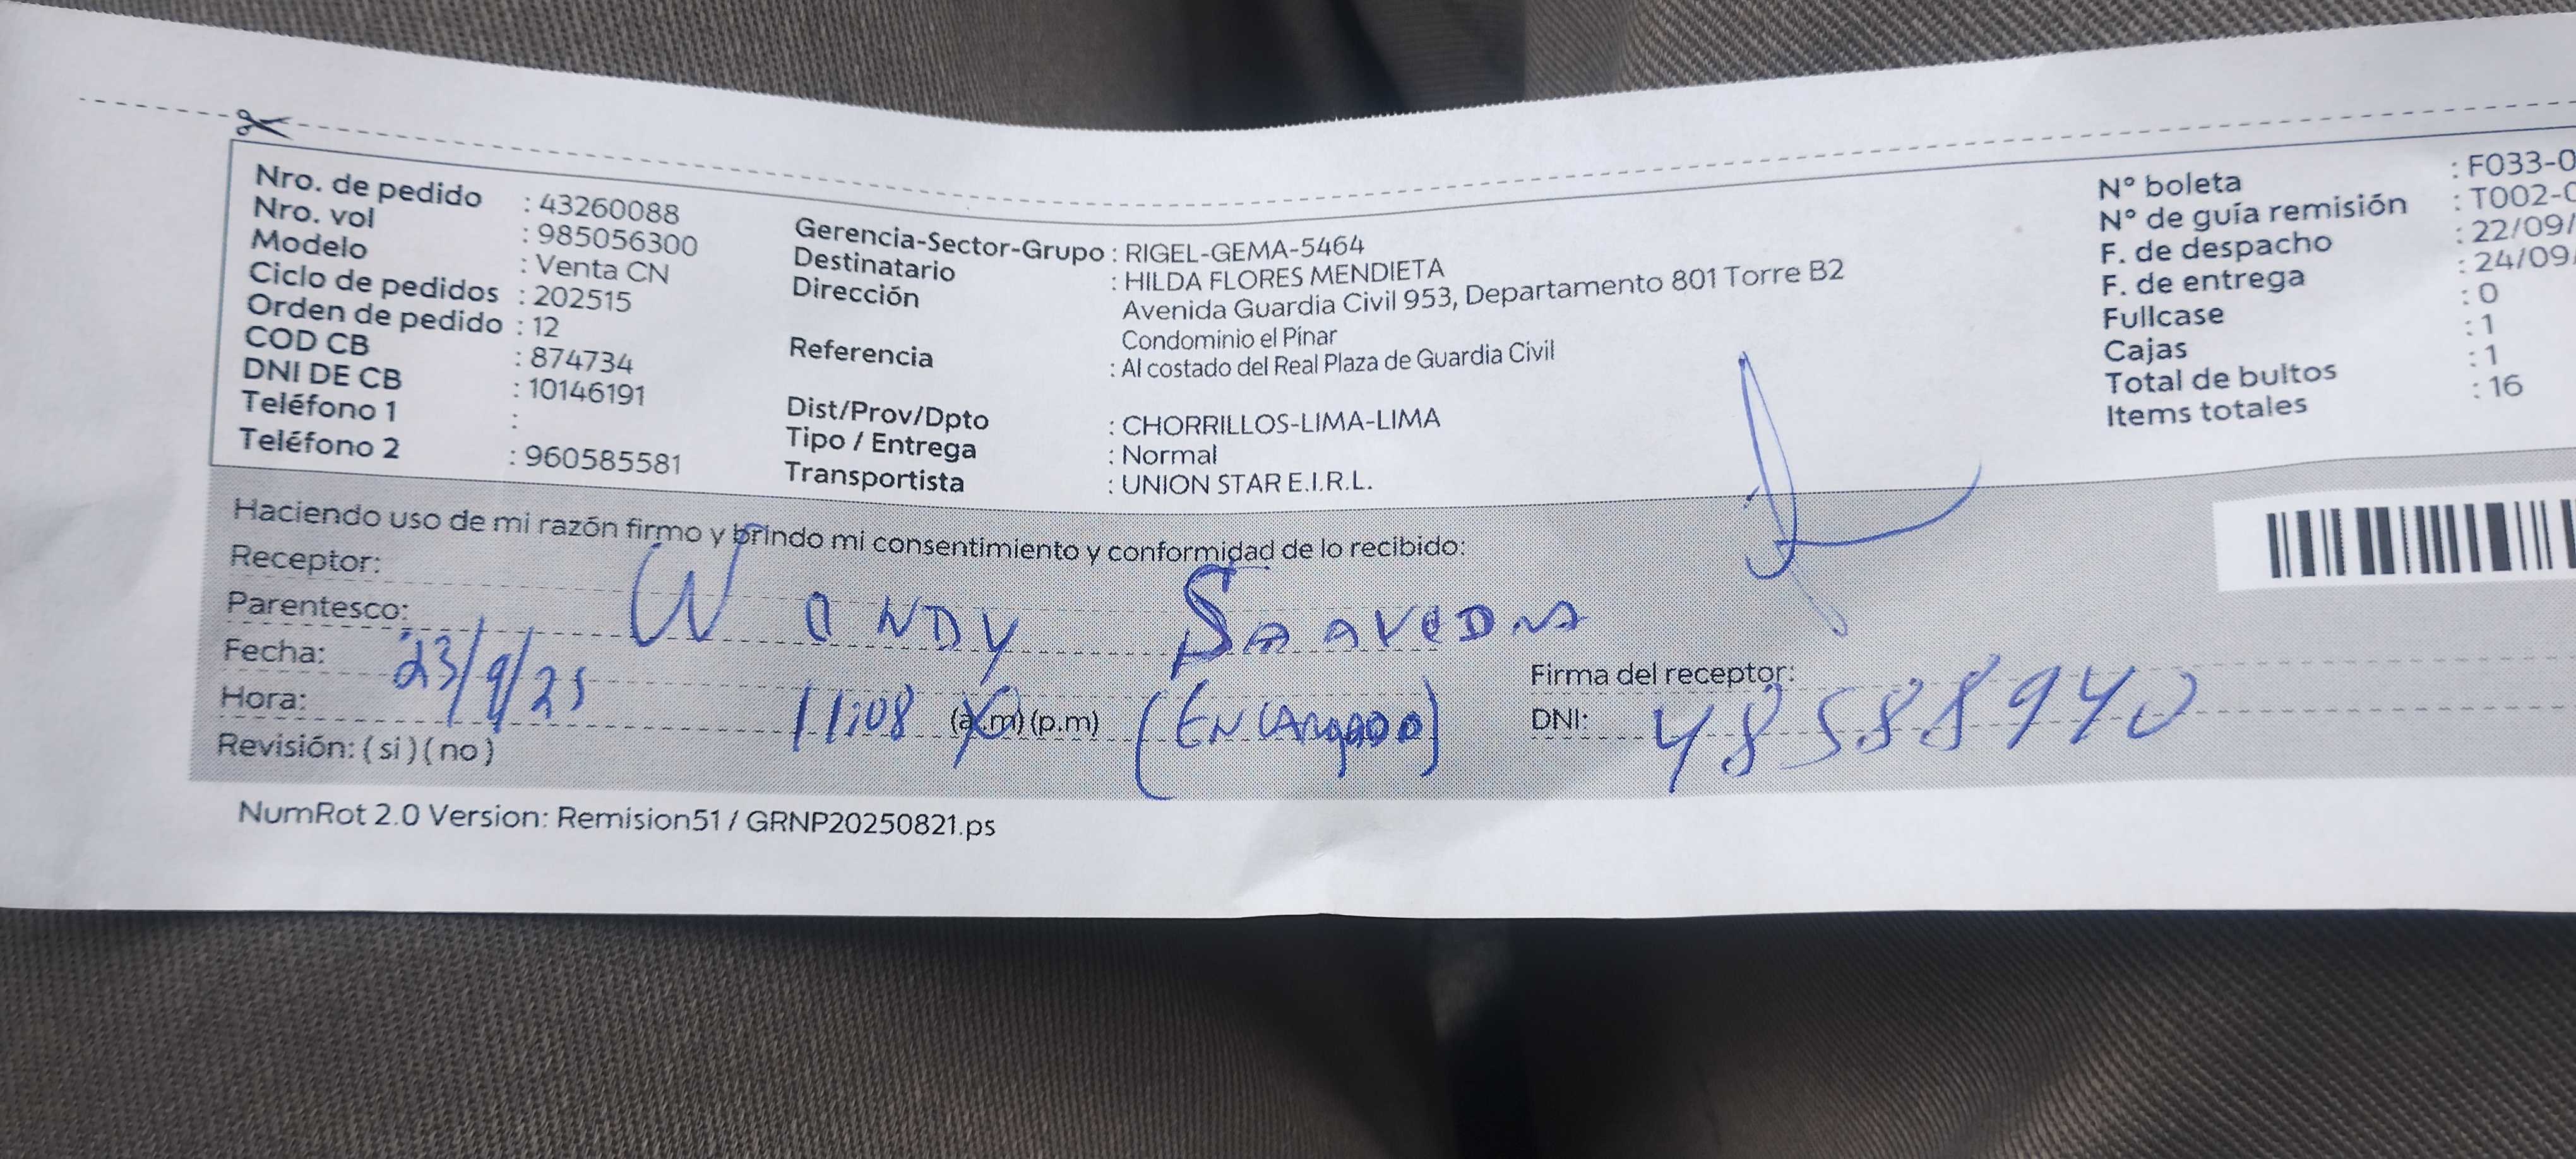 Nro. de pedido : 43260088
Nro. vol : 985056300
Modelo : Venta CN
Ciclo de pedidos : 202515
Orden de pedido : 12
COD CB : 874734
DNI DE CB : 10146191
Teléfono 1 :
Teléfono 2 : 960585581
Gerencia-Sector-Grupo : RIGEL-GEMA-5464
Destinatario : HILDA FLORES MENDIETA
Dirección Avenida Guardia Civil 953, Departamento 801 Torre B2
Condominio el Pinar
Referencia : Al costado del Real Plaza de Guardia Civil
Dist/Prov/Dpto : CHORRILLOS-LIMA-LIMA
Tipo / Entrega : Normal
Transportista : UNION STAR E.I.R.L.
N° boleta : F033-0
N° de guía remisión : T002-0
F. de despacho : 22/09/
F. de entrega : 24/09/
Fullcase : 0
Cajas : 1
Total de bultos : 1
Items totales : 16
Haciendo uso de mi razón firmo y brindo mi consentimiento y conformidad de lo recibido:
Receptor:
Parentesco: Saavedra
Fecha: 23/9/25
Firma del receptor:
Hora: 11:08 (a.m) (p.m) (Encargado)
DNI: 48588940
Revisión: ( si ) ( no )
NumRot 2.0 Version: Remision51 / GRNP20250821.ps